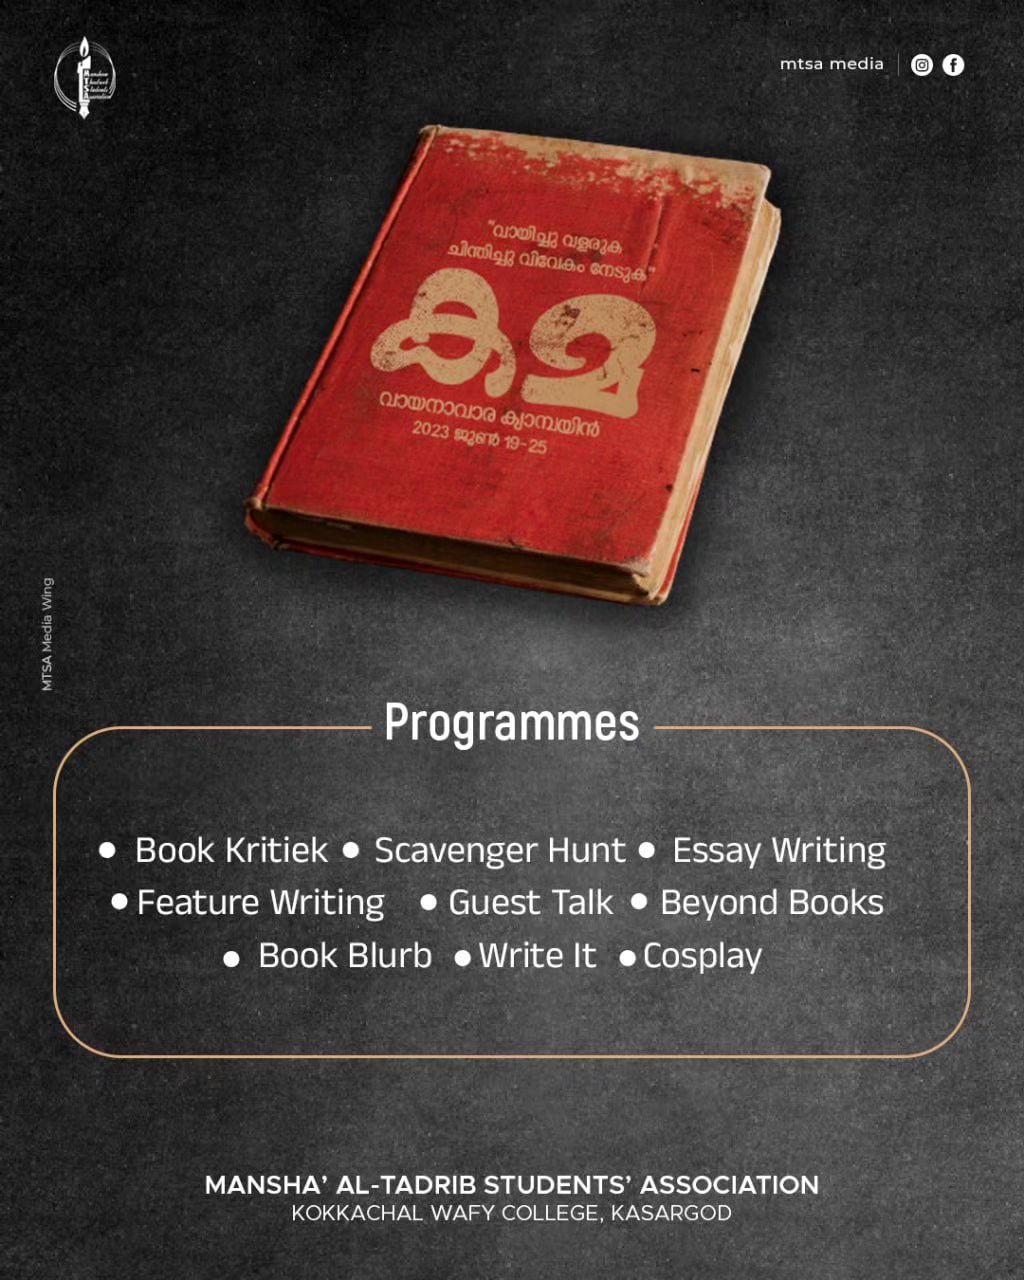 mtsa media
"വായിച്ചു വളരുക
ചിന്തിച്ചു വിവേകം നേടുക"
വായനാവാര ക്യാമ്പയിൻ
2023 ജൂൺ 19-25
MTSA Media Wing
Programmes
● Book Kritiek ● Scavenger Hunt ● Essay Writing
● Feature Writing ● Guest Talk ● Beyond Books
● Book Blurb ● Write It ● Cosplay
MANSHA’ AL-TADRIB STUDENTS’ ASSOCIATION
KOKKACHAL WAFY COLLEGE, KASARGOD